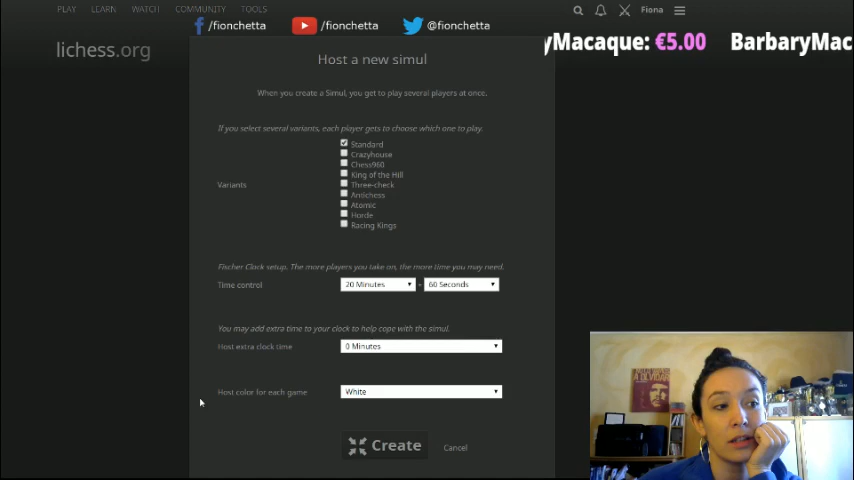 PLAY LEARN WATCH COMMUNITY TOOLS Fiona
/fionchetta /fionchetta @fionchetta
yMacaque: €5.00 BarbaryMac
lichess.org
Host a new simul
When you create a Simul, you get to play several players at once.
If you select several variants, each player gets to choose which one to play.
Variants
Standard
Crazyhouse
Chess960
King of the Hill
Three-check
Antichess
Atomic
Horde
Racing Kings
Fischer Clock setup. The more players you take on, the more time you may need.
Time control 20 Minutes - 60 Seconds
You may add extra time to your clock to help cope with the simul.
Host extra clock time 0 Minutes
Host color for each game White
Create Cancel
A OLVIDAR